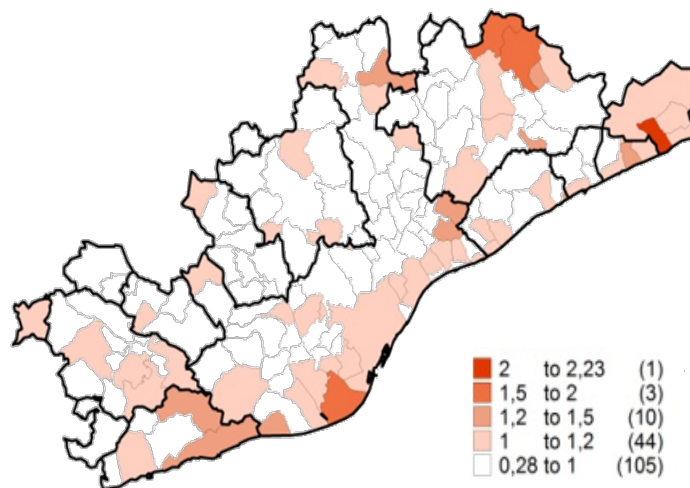 2 to 2,23 (1)
1,5 to 2 (3)
1,2 to 1,5 (10)
1 to 1,2 (44)
0,28 to 1 (105)